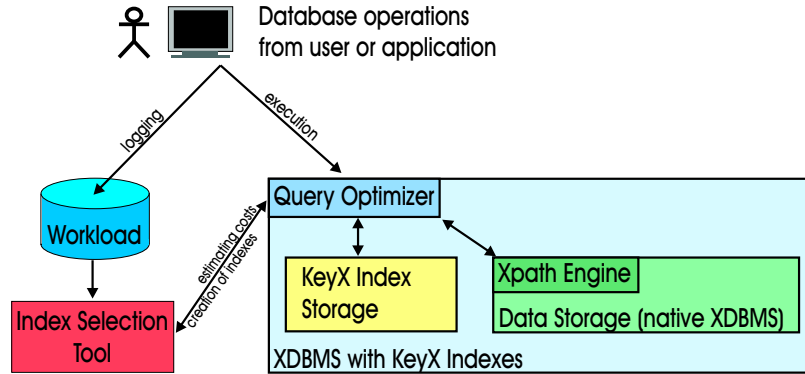 Database operations
from user or application
logging
execution
Query Optimizer
Workload
estimating costs
creation of indexes
KeyX Index
Storage
Xpath Engine
Data Storage (native XDBMS)
Index Selection
Tool
XDBMS with KeyX Indexes